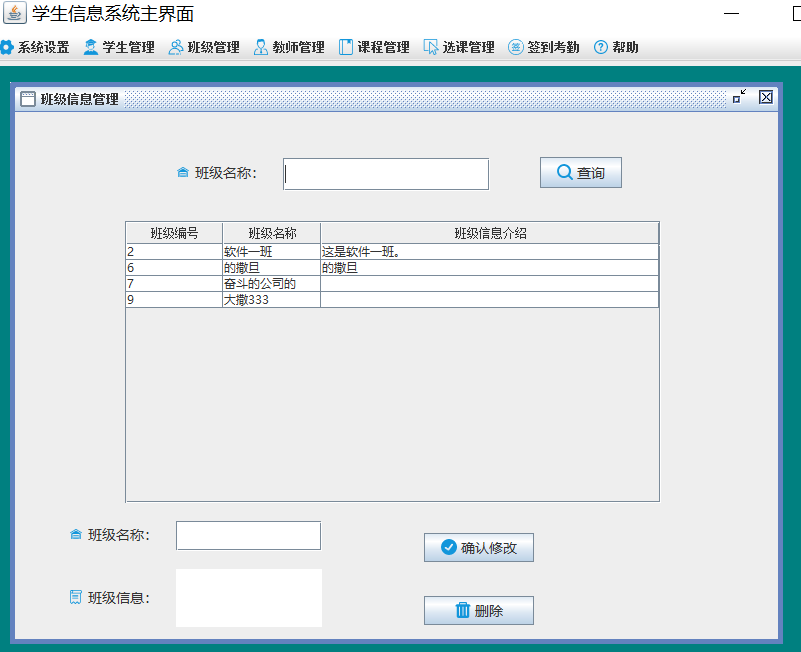 学生信息系统主界面
系统设置 学生管理 班级管理 教师管理 课程管理 选课管理 签到考勤 帮助
班级信息管理
班级名称： 查询
班级编号 班级名称 班级信息介绍
2 软件一班 这是软件一班。
6 的撒旦 的撒旦
7 奋斗的公司的
9 大撒333
班级名称： 确认修改
班级信息： 删除